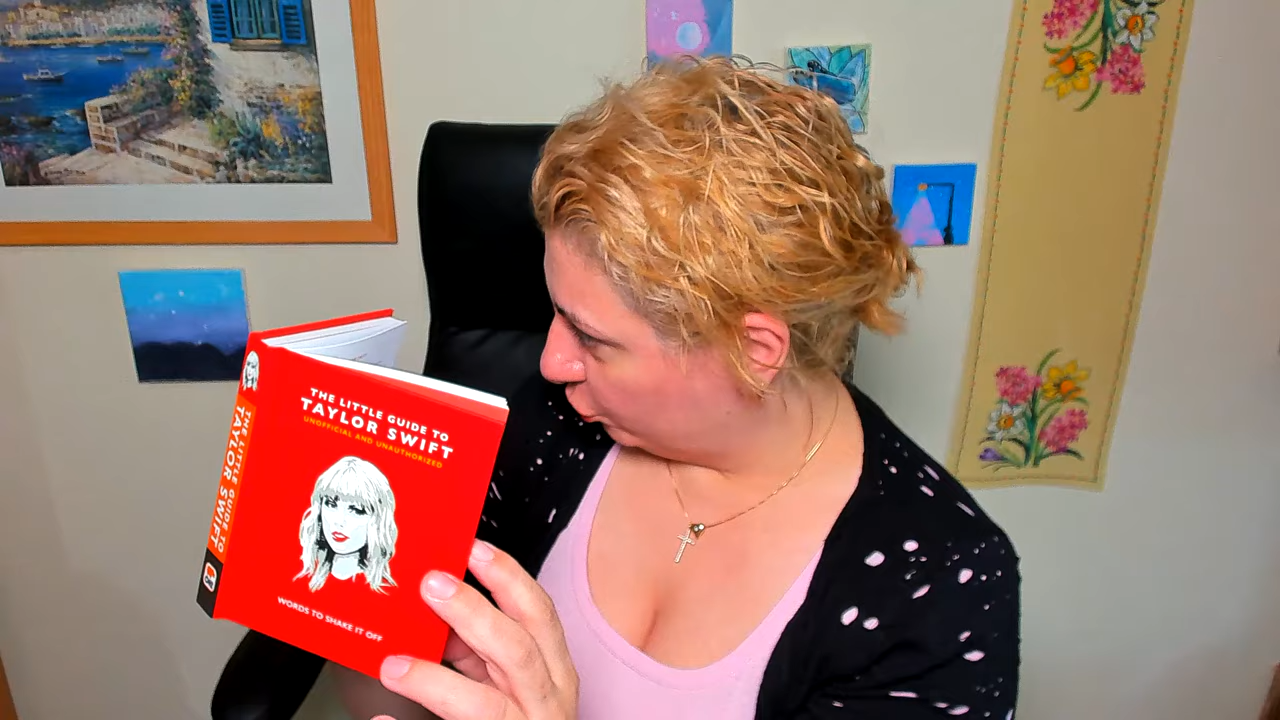 THE LITTLE GUIDE TO
TAYLOR SWIFT
UNOFFICIAL AND UNAUTHORIZED
WORDS TO SHAKE IT OFF
THE LITTLE GUIDE TO
TAYLOR SWIFT